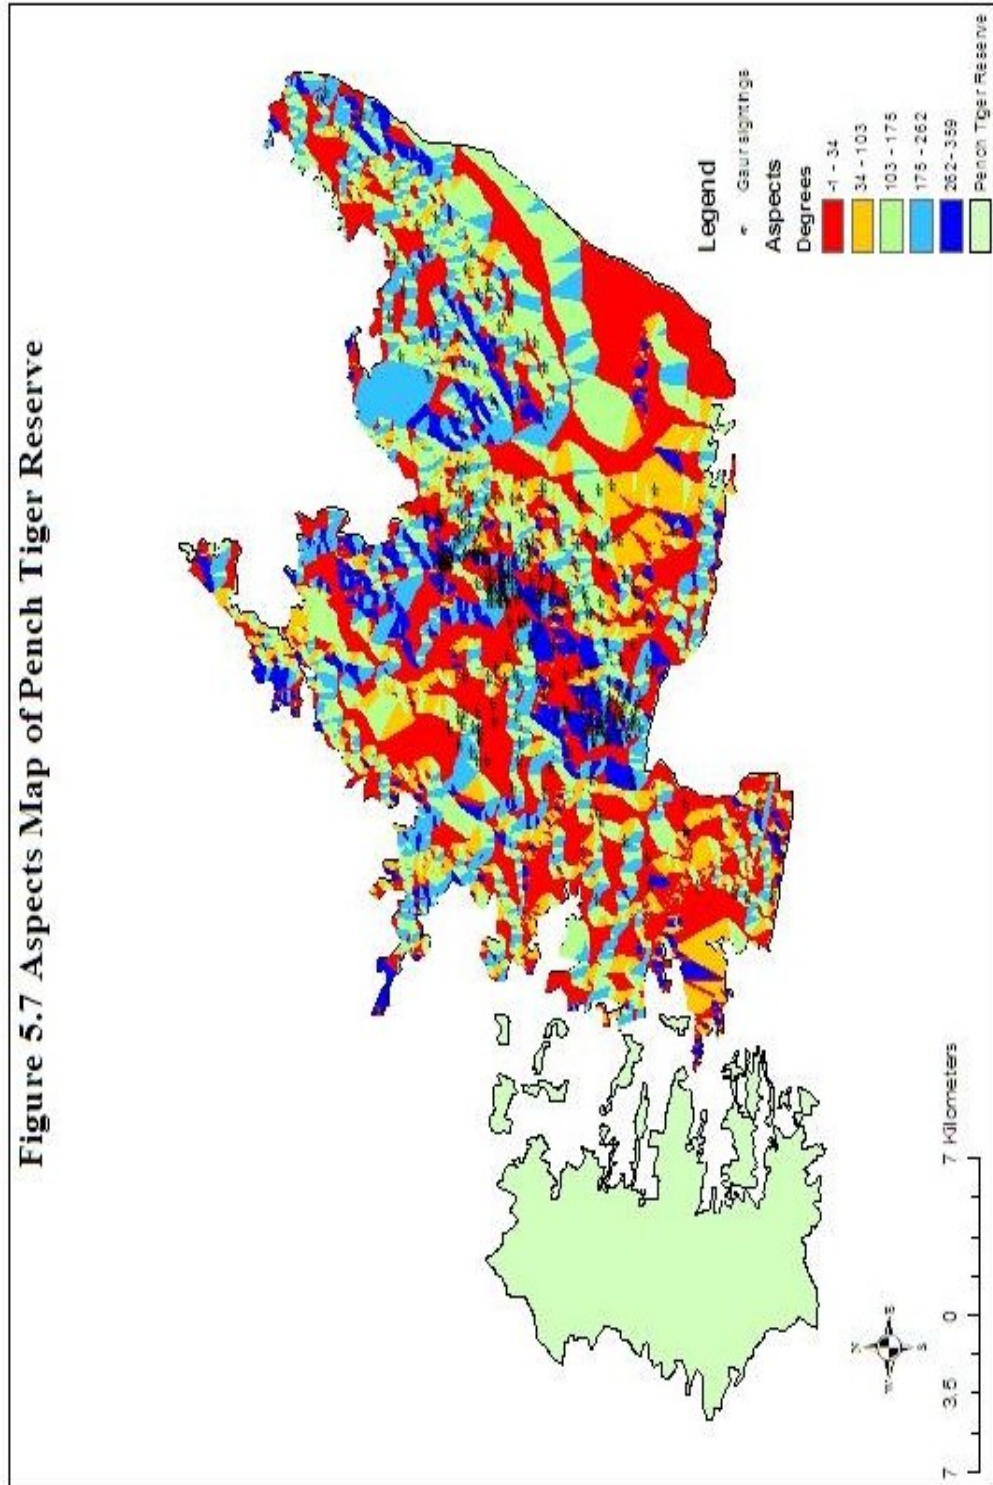 Figure 5.7 Aspects Map of Pench Tiger Reserve
Legend
Gaur sightings
Aspects
Degrees
-1 - 34
34 - 103
103 - 175
175 - 262
262 - 359
Pench Tiger Reserve
N
W
E
S
7 3.5 0 7 Kilometers